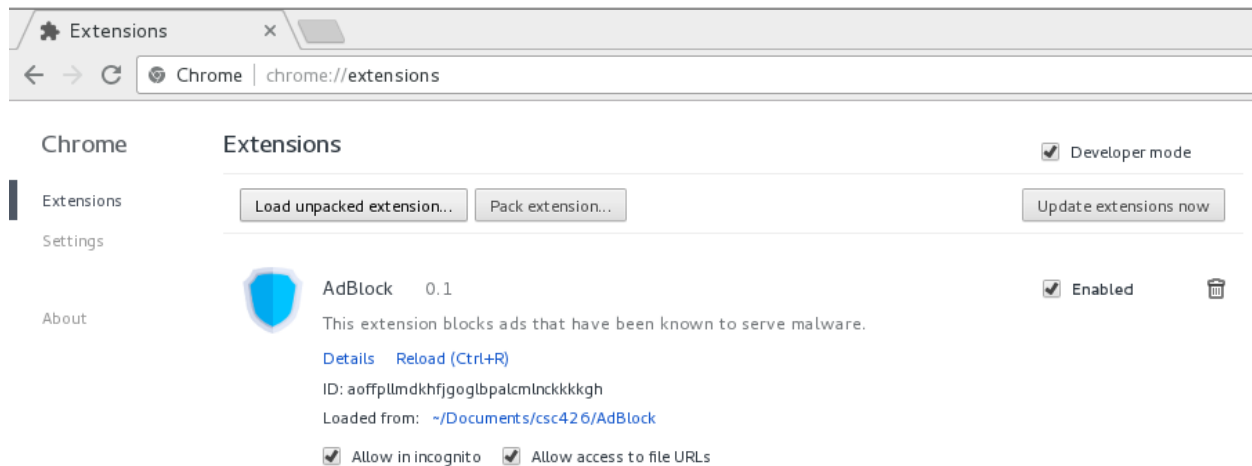 Extensions
Chrome chrome://extensions
Chrome
Extensions
Developer mode
Extensions
Load unpacked extension...
Pack extension...
Update extensions now
Settings
AdBlock 0.1
Enabled
About
This extension blocks ads that have been known to serve malware.
Details Reload (Ctrl+R)
ID: aoffpllmdkhfjgoglbpalcmlnckkkkgh
Loaded from: ~/Documents/csc426/AdBlock
Allow in incognito Allow access to file URLs